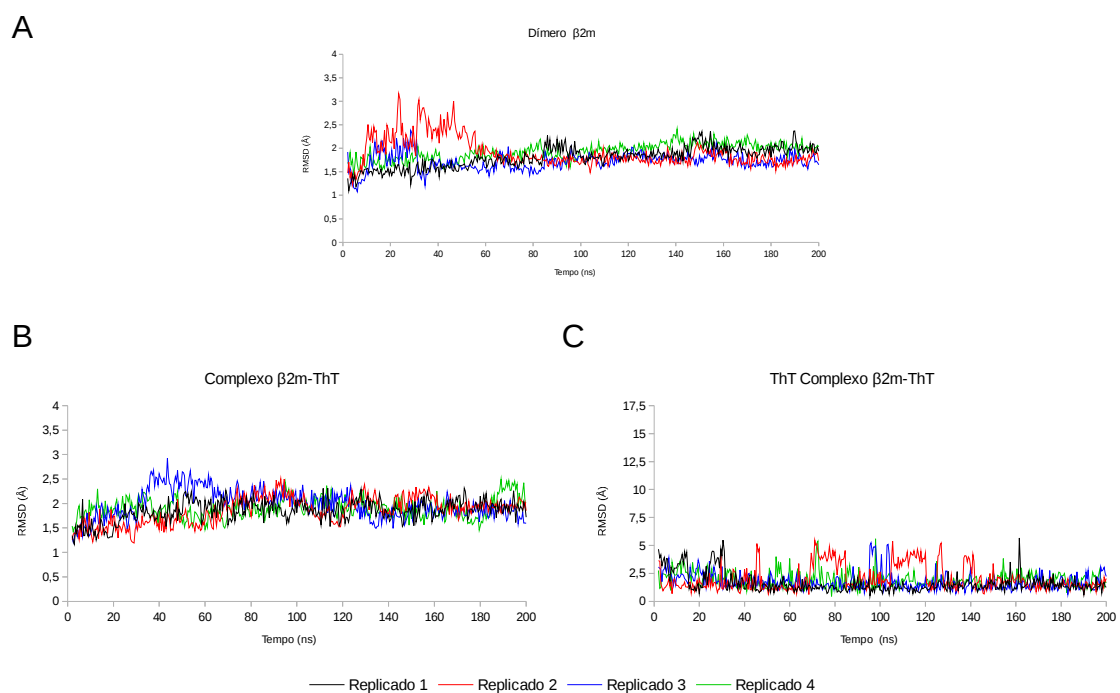 A
Dímero β2m
4
3,5
3
2,5
2
1,5
1
0,5
0
RMSD (Å)
0 20 40 60 80 100 120 140 160 180 200
Tempo (ns)
B
Complexo β2m-ThT
4
3,5
3
2,5
2
1,5
1
0,5
0
RMSD (Å)
0 20 40 60 80 100 120 140 160 180 200
Tempo (ns)
C
ThT Complexo β2m-ThT
17,5
15
12,5
10
7,5
5
2,5
0
RMSD (Å)
0 20 40 60 80 100 120 140 160 180 200
Tempo (ns)
Replicado 1 Replicado 2 Replicado 3 Replicado 4